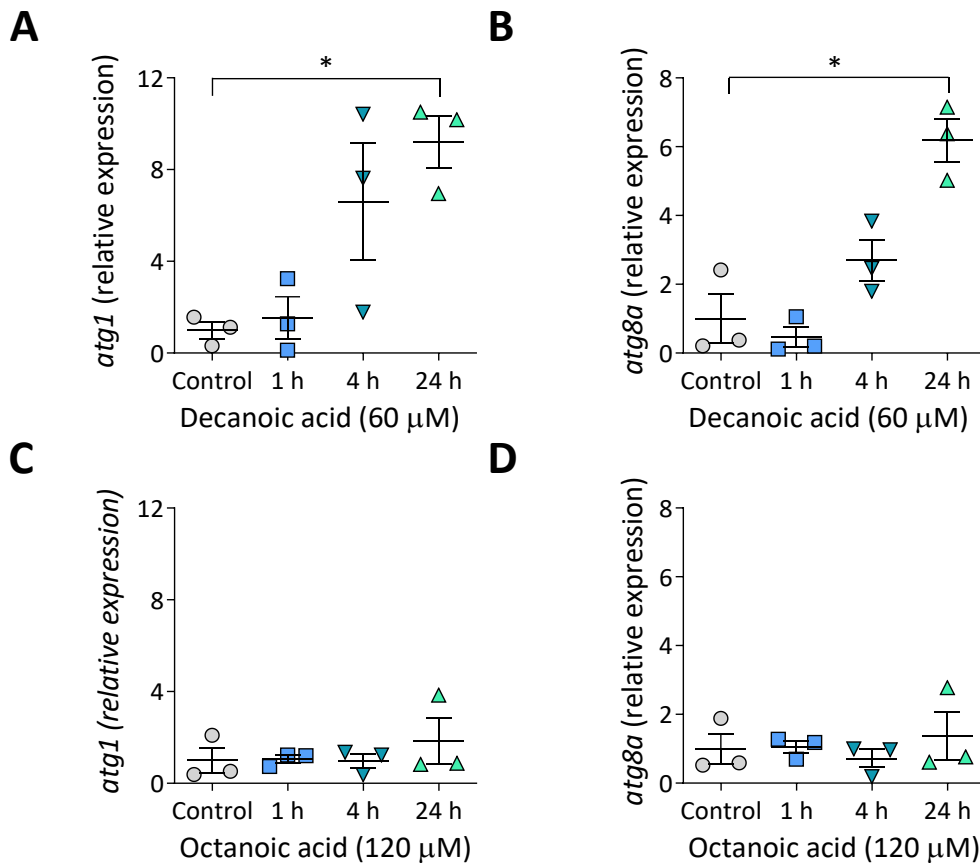 A
*
atg1 (relative expression)
12
8
4
0
Control 1 h 4 h 24 h
Decanoic acid (60 μM)
B
*
atg8a (relative expression)
8
6
4
2
0
Control 1 h 4 h 24 h
Decanoic acid (60 μM)
C
atg1 (relative expression)
12
8
4
0
Control 1 h 4 h 24 h
Octanoic acid (120 μM)
D
atg8a (relative expression)
8
6
4
2
0
Control 1 h 4 h 24 h
Octanoic acid (120 μM)